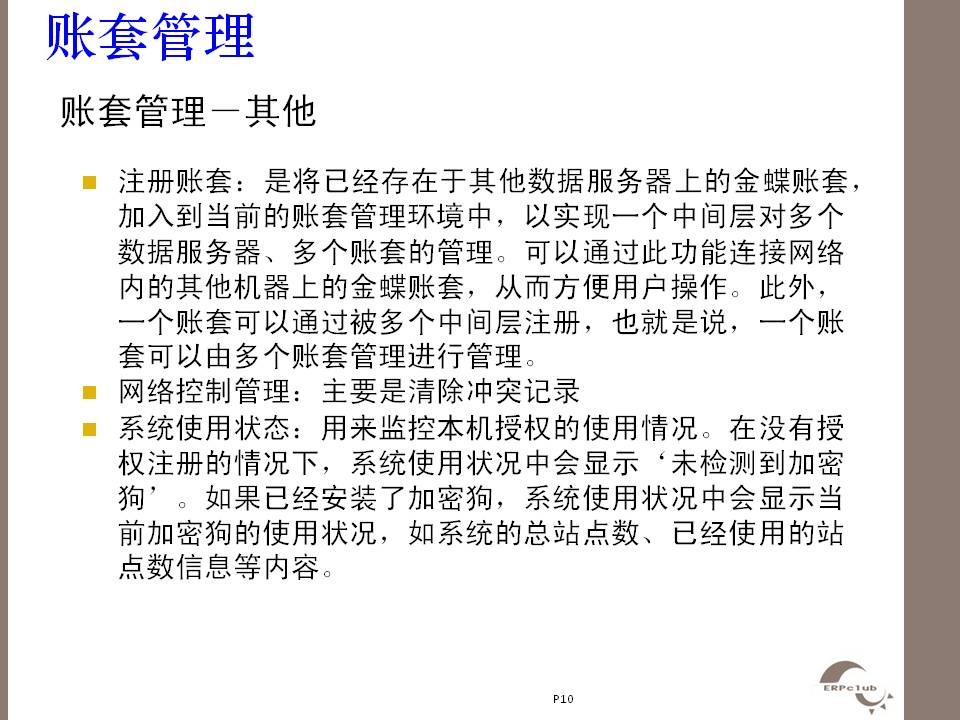 账套管理
账套管理－其他
注册账套：是将已经存在于其他数据服务器上的金蝶账套，
加入到当前的账套管理环境中，以实现一个中间层对多个
数据服务器、多个账套的管理。可以通过此功能连接网络
内的其他机器上的金蝶账套，从而方便用户操作。此外，
一个账套可以通过被多个中间层注册，也就是说，一个账
套可以由多个账套管理进行管理。
网络控制管理：主要是清除冲突记录
系统使用状态：用来监控本机授权的使用情况。在没有授
权注册的情况下，系统使用状况中会显示‘未检测到加密
狗’。如果已经安装了加密狗，系统使用状况中会显示当
前加密狗的使用状况，如系统的总站点数、已经使用的站
点数信息等内容。
ERPclub
P10